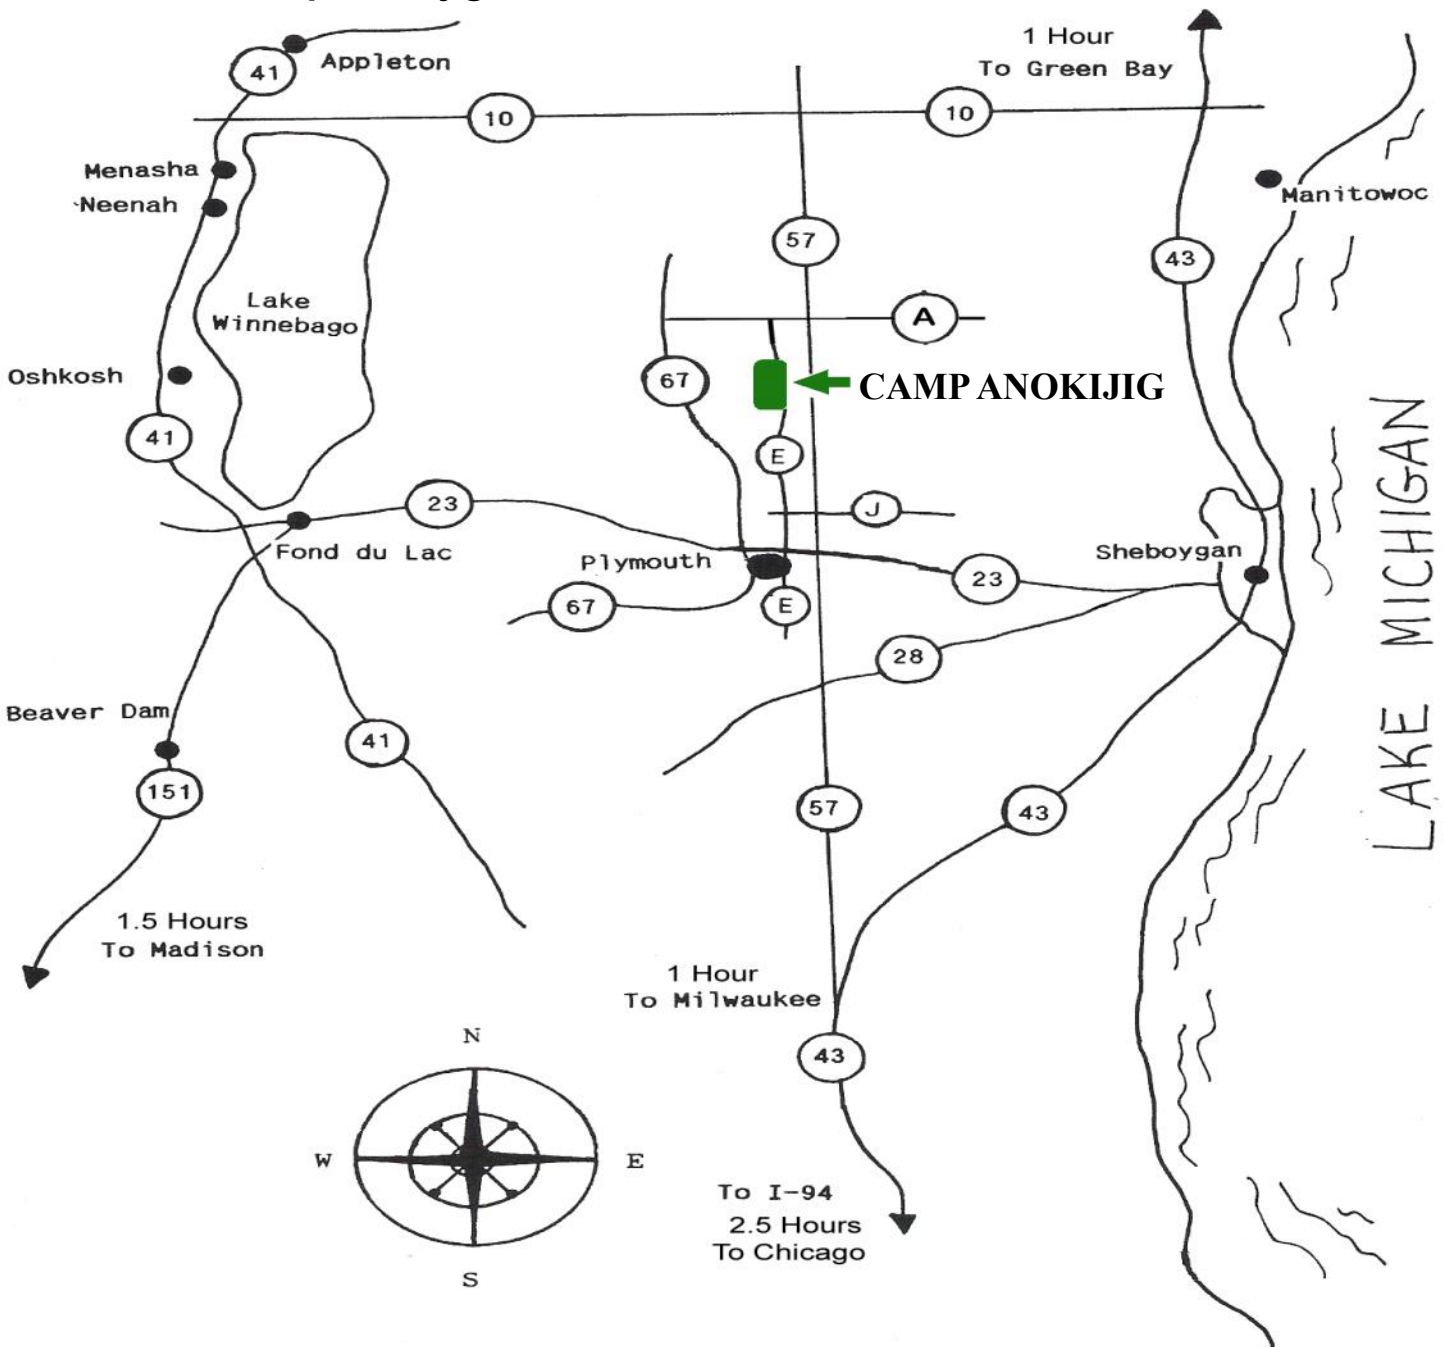 1 Hour
To Green Bay
Appleton
41
10
10
Menasha
Neenah
Manitowoc
57
43
Lake
Winnebago
A
Oshkosh
67
CAMP ANOKIJIG
41
E
LAKE MICHIGAN
23
J
Fond du Lac
Plymouth
Sheboygan
23
67
E
28
Beaver Dam
41
151
57
43
1.5 Hours
To Madison
1 Hour
To Milwaukee
43
N
W
E
S
To I-94
2.5 Hours
To Chicago